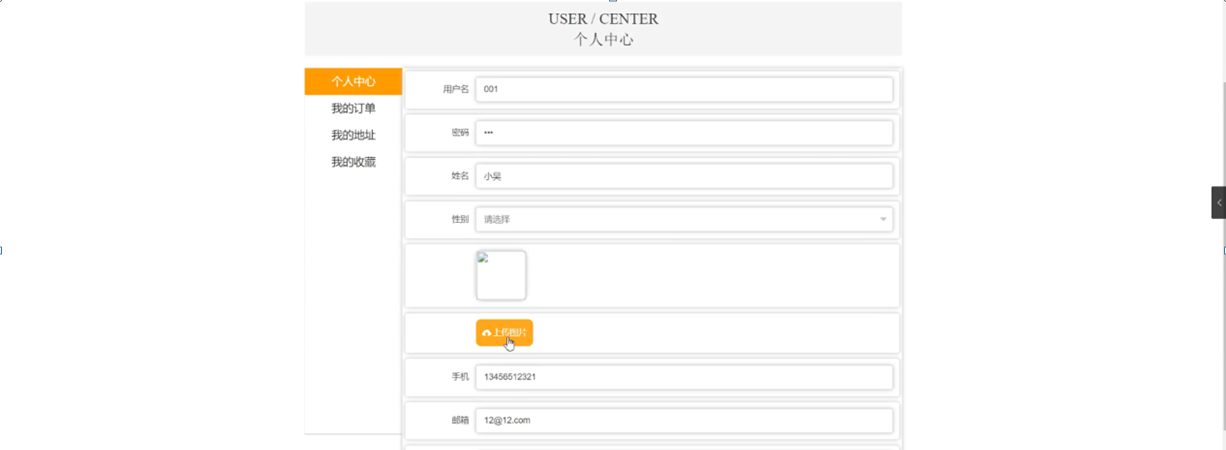 USER / CENTER
个人中心
个人中心
我的订单
我的地址
我的收藏
用户名 001
密码 •••
姓名 小吴
性别 请选择
上传图片
手机 13456512321
邮箱 12@12.com